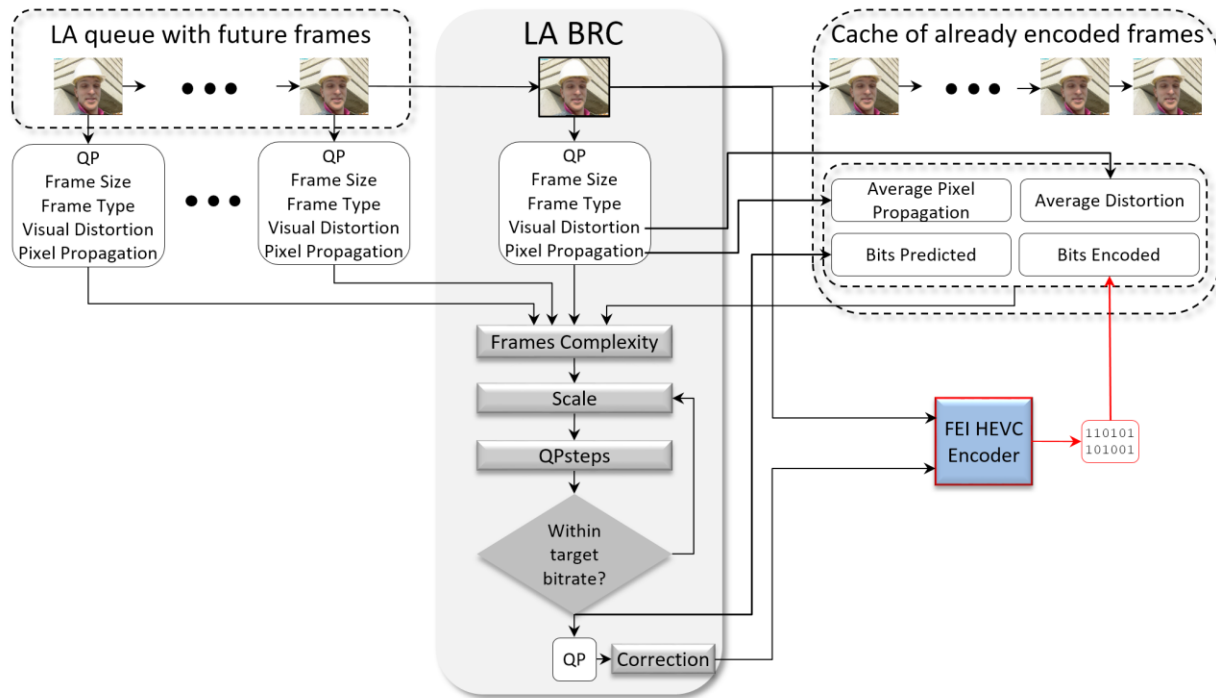 LA queue with future frames
LA BRC
Cache of already encoded frames
QP
Frame Size
Frame Type
Visual Distortion
Pixel Propagation
QP
Frame Size
Frame Type
Visual Distortion
Pixel Propagation
QP
Frame Size
Frame Type
Visual Distortion
Pixel Propagation
Average Pixel
Propagation
Average Distortion
Bits Predicted
Bits Encoded
Frames Complexity
Scale
QPsteps
Within
target
bitrate?
QP
Correction
FEI HEVC
Encoder
110101
101001